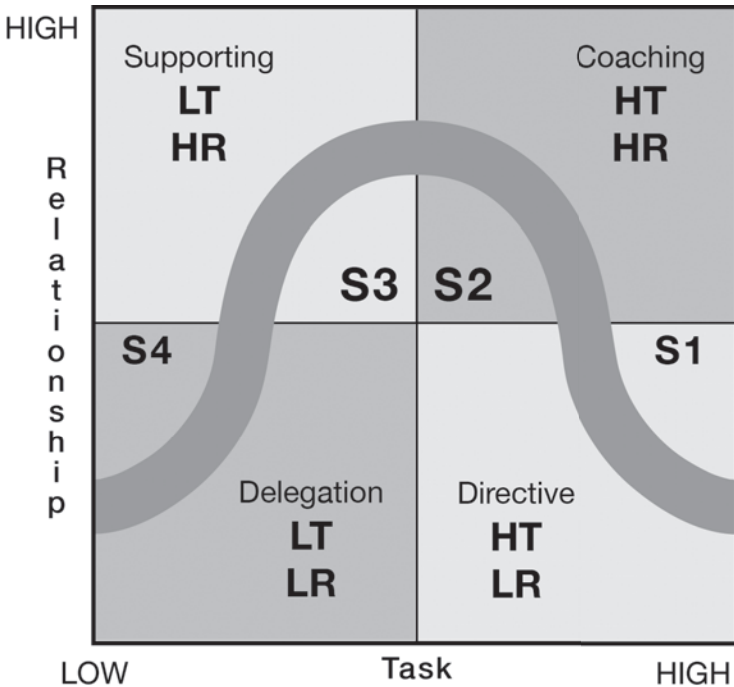 HIGH
Supporting
LT
HR
Coaching
HT
HR
Relationship
S3
S2
S4
S1
Delegation
LT
LR
Directive
HT
LR
LOW
Task
HIGH